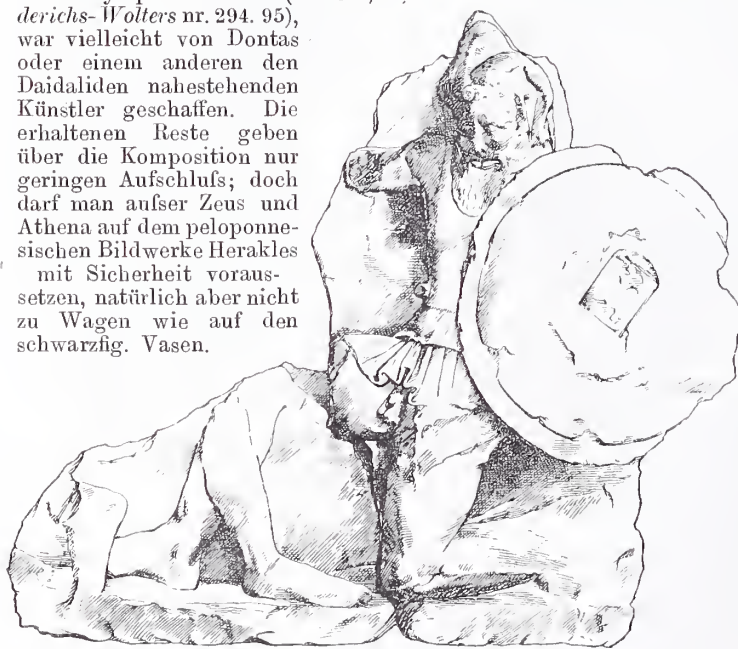 derichs-Wolters nr. 294. 95),
war vielleicht von Dontas
oder einem anderen den
Daidaliden nahestehenden
Künstler geschaffen. Die
erhaltenen Reste geben
über die Komposition nur
geringen Aufschluſs; doch
darf man auſser Zeus und
Athena auf dem peloponne-
sischen Bildwerke Herakles
mit Sicherheit voraus-
setzen, natürlich aber nicht
zu Wagen wie auf den
schwarzfig. Vasen.